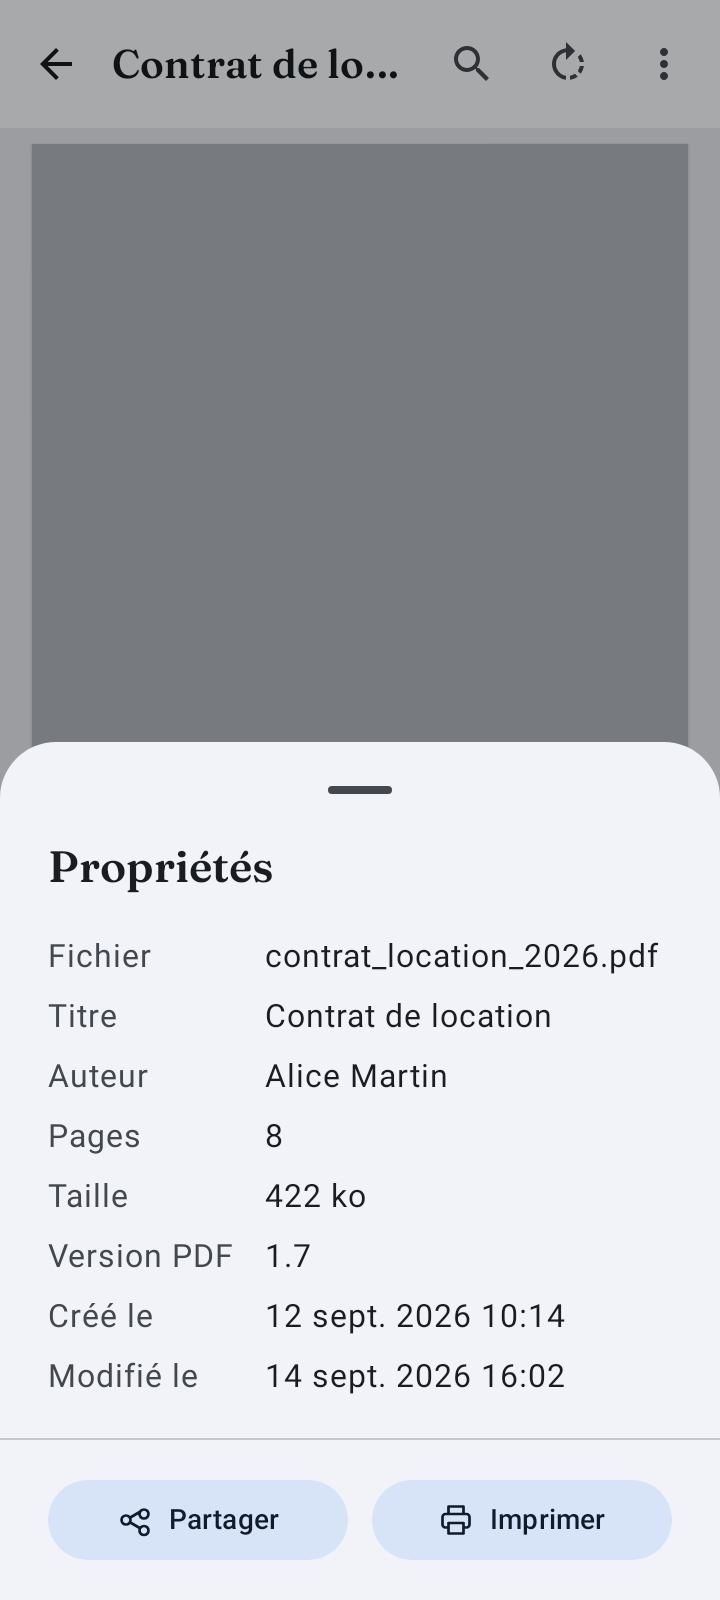 Contrat de lo...
Propriétés
Fichier contrat_location_2026.pdf
Titre Contrat de location
Auteur Alice Martin
Pages 8
Taille 422 ko
Version PDF 1.7
Créé le 12 sept. 2026 10:14
Modifié le 14 sept. 2026 16:02
Partager Imprimer